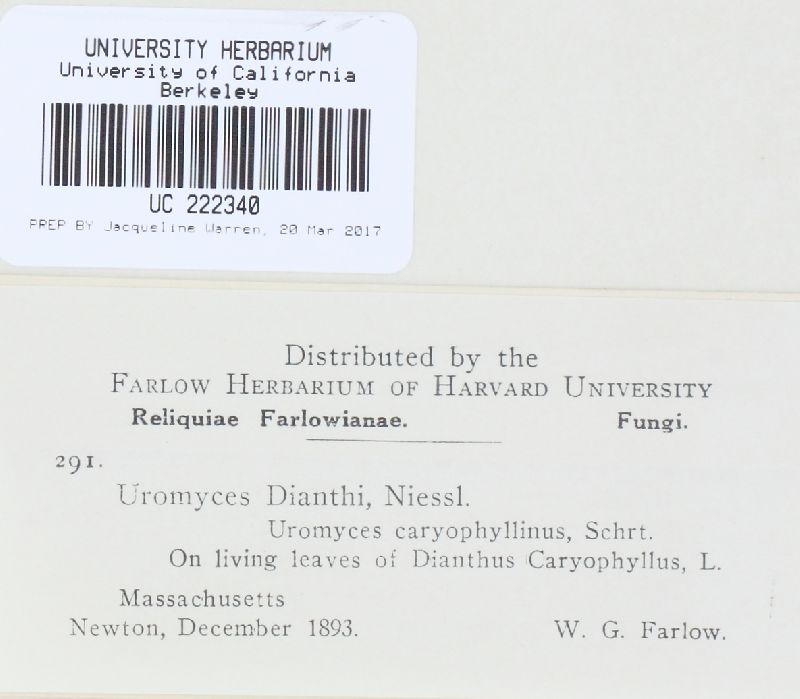 UNIVERSITY HERBARIUM
University of California
Berkeley
UC 222340
PREP BY Jacqueline Warren, 20 Mar 2017
Distributed by the
FARLOW HERBARIUM OF HARVARD UNIVERSITY
Reliquiae Farlowianae. Fungi.
291.
Uromyces Dianthi, Niessl.
Uromyces caryophyllinus, Schrt.
On living leaves of Dianthus Caryophyllus, L.
Massachusetts
Newton, December 1893. W. G. Farlow.